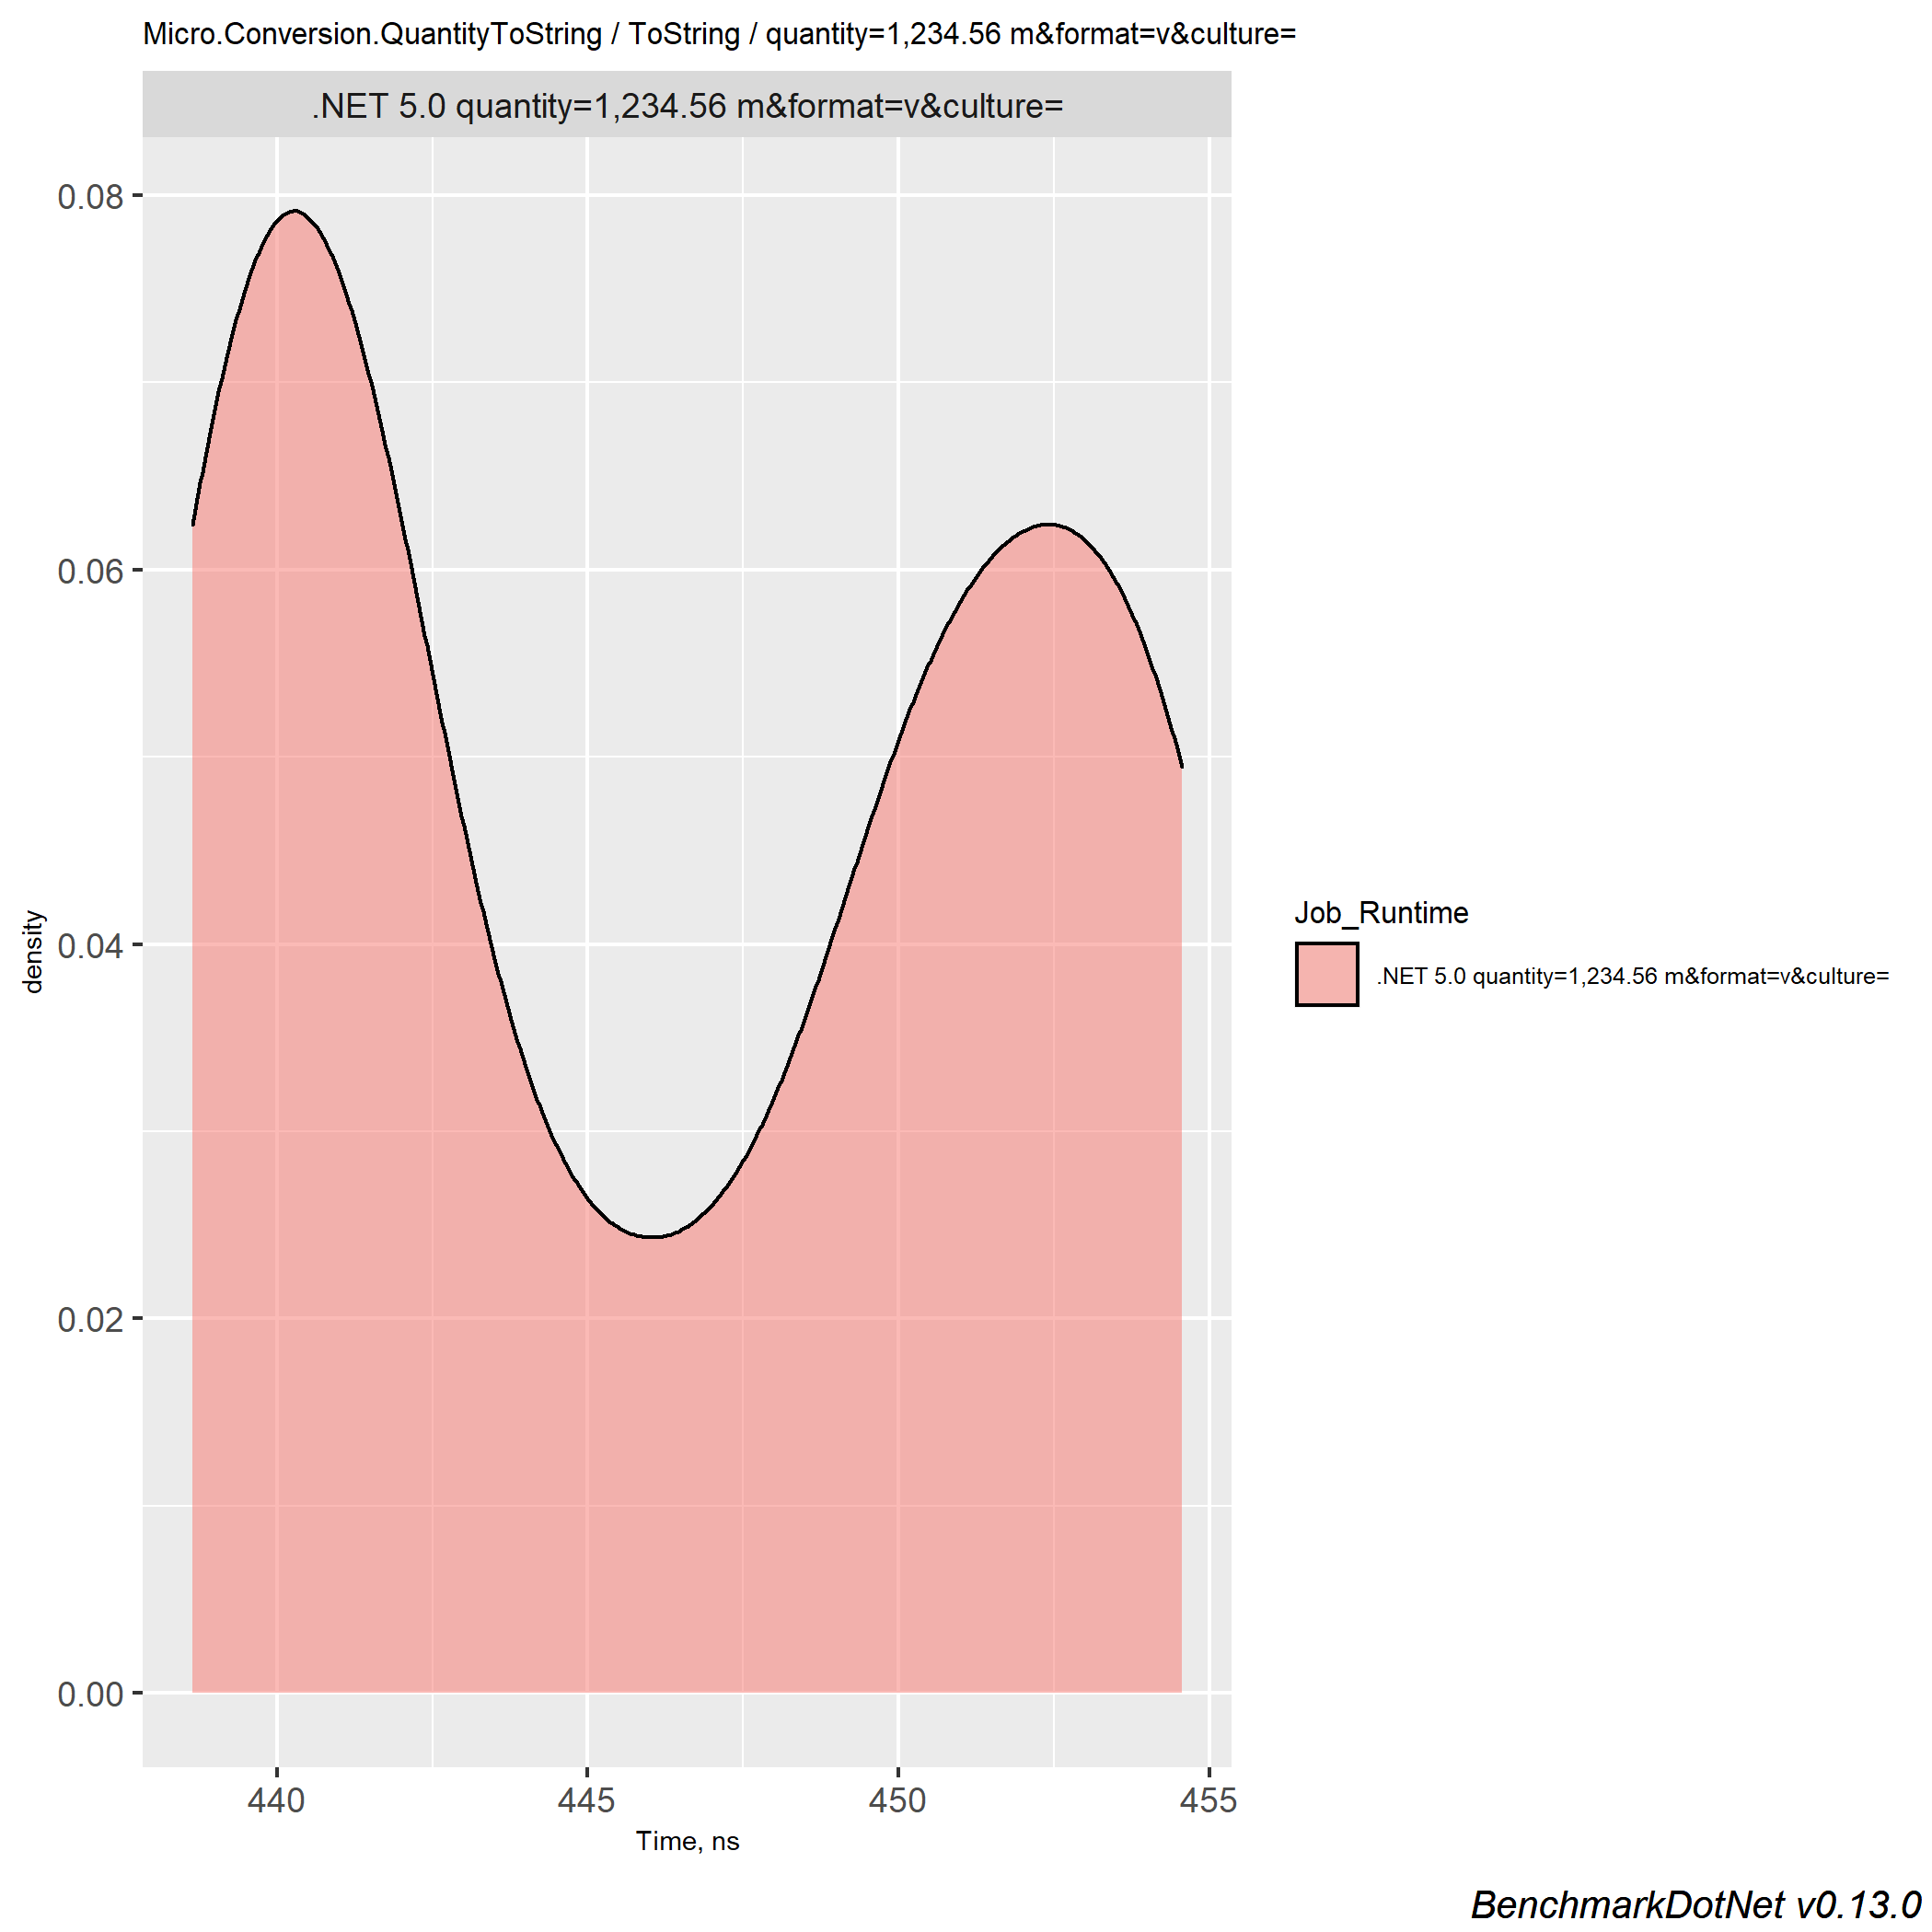 Micro.Conversion.QuantityToString / ToString / quantity=1,234.56 m&format=v&culture=
.NET 5.0 quantity=1,234.56 m&format=v&culture=
0.08
0.06
0.04
0.02
0.00
density
440
445
450
455
Time, ns
Job_Runtime
.NET 5.0 quantity=1,234.56 m&format=v&culture=
BenchmarkDotNet v0.13.0